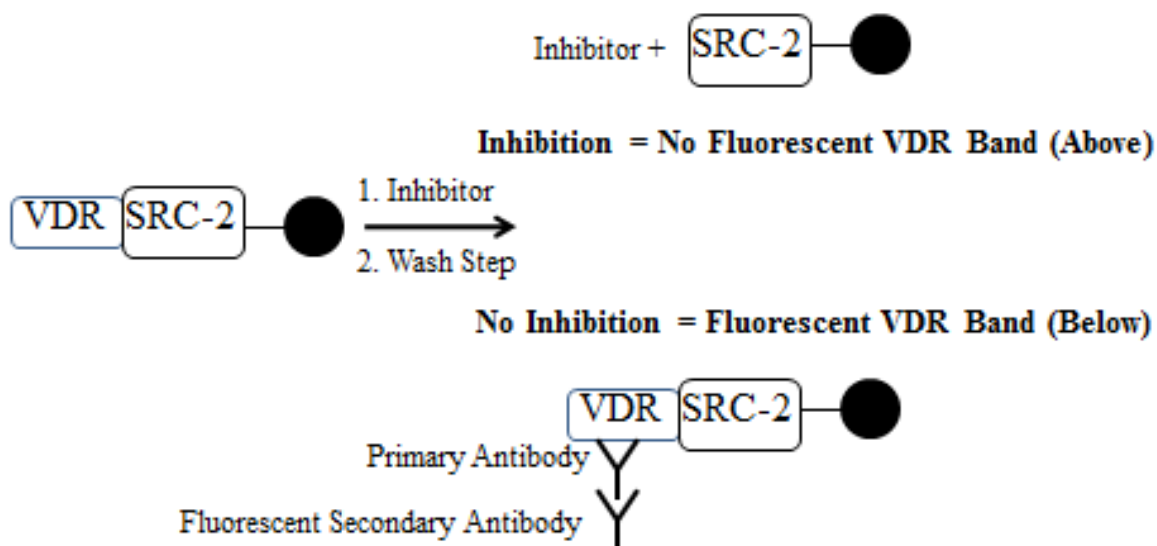 Inhibitor + SRC-2
Inhibition = No Fluorescent VDR Band (Above)
VDR SRC-2
1. Inhibitor
2. Wash Step
No Inhibition = Fluorescent VDR Band (Below)
VDR SRC-2
Primary Antibody
Fluorescent Secondary Antibody